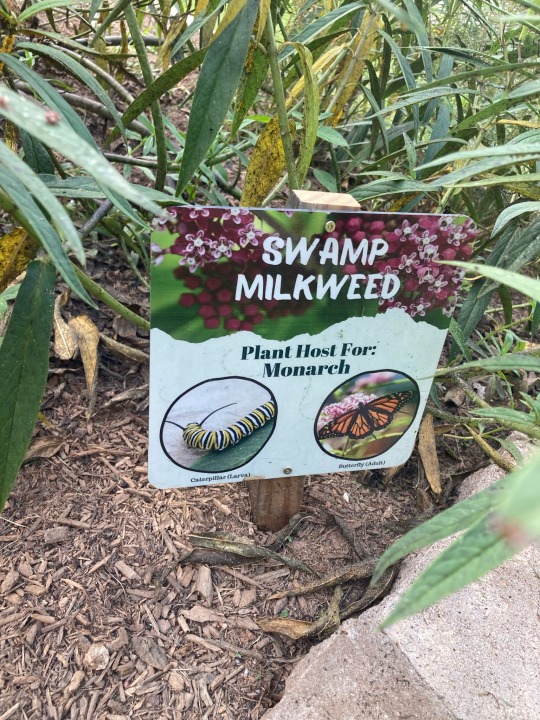 SWAMP
MILKWEED
Plant Host For:
Monarch
Caterpillar (Larva)
Butterfly (Adult)